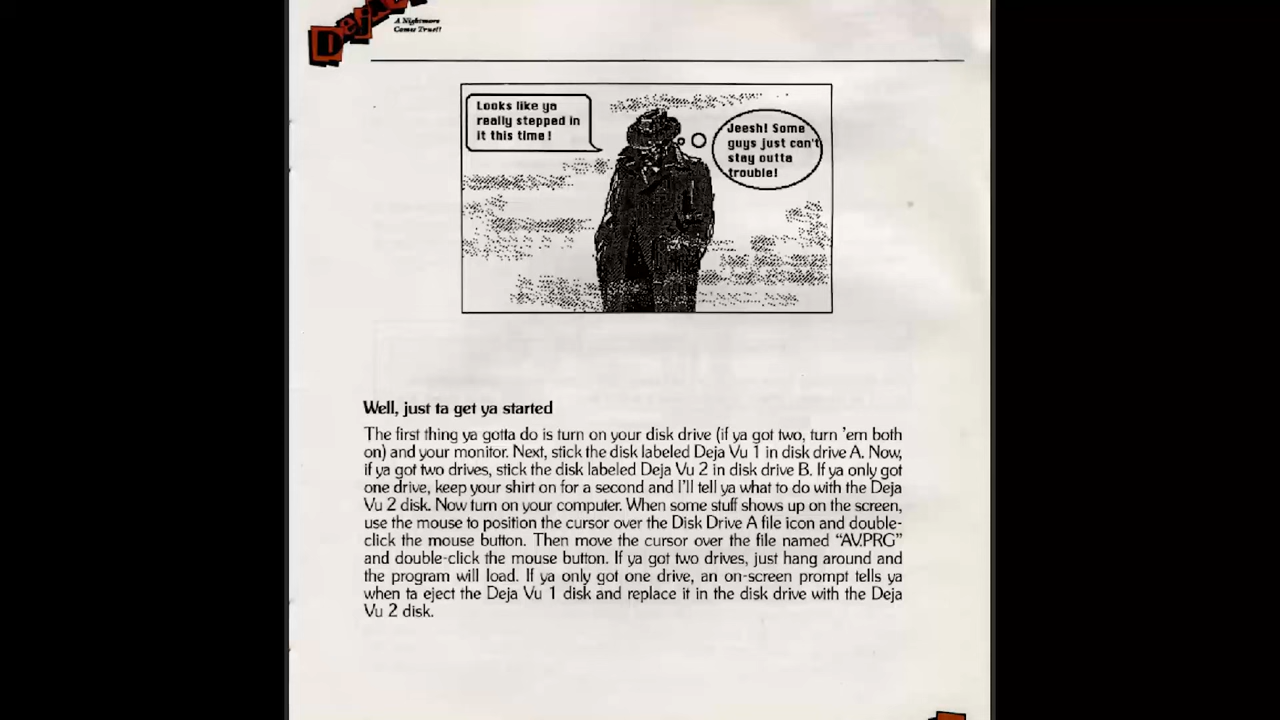 Deja
A Nightmare
Comes True!!
Looks like ya
really stepped in
it this time!
Jeesh! Some
guys just can't
stay outta
trouble!
Well, just ta get ya started
The first thing ya gotta do is turn on your disk drive (if ya got two, turn 'em both
on) and your monitor. Next, stick the disk labeled Deja Vu 1 in disk drive A. Now,
if ya got two drives, stick the disk labeled Deja Vu 2 in disk drive B. If ya only got
one drive, keep your shirt on for a second and I'll tell ya what to do with the Deja
Vu 2 disk. Now turn on your computer. When some stuff shows up on the screen,
use the mouse to position the cursor over the Disk Drive A file icon and double-
click the mouse button. Then move the cursor over the file named “AV.PRG”
and double-click the mouse button. If ya got two drives, just hang around and
the program will load. If ya only got one drive, an on-screen prompt tells ya
when ta eject the Deja Vu 1 disk and replace it in the disk drive with the Deja
Vu 2 disk.